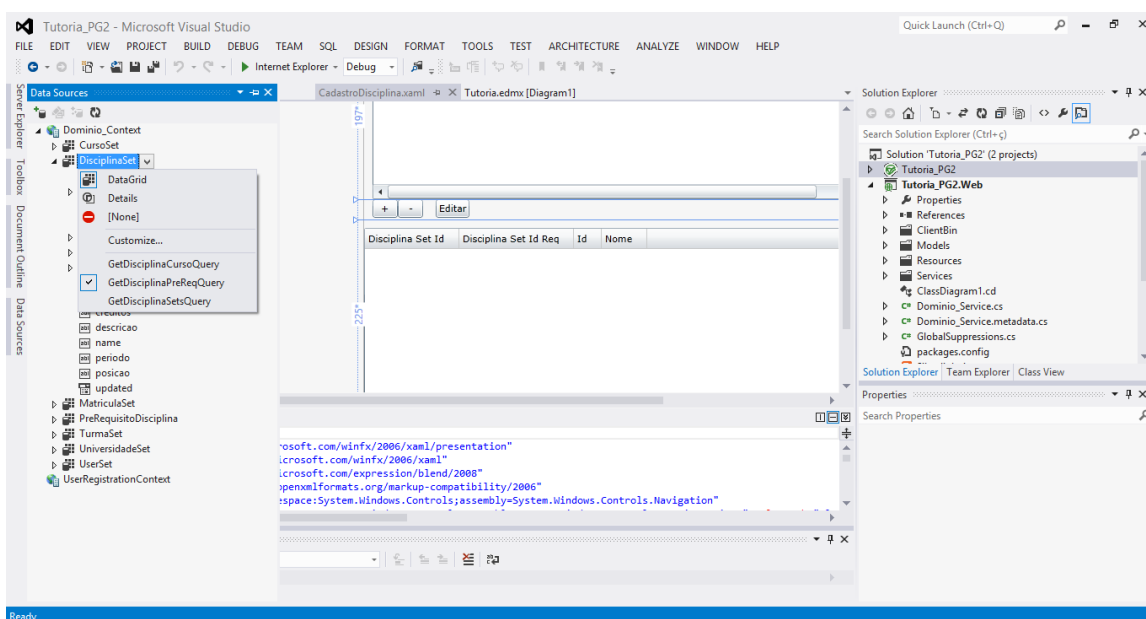 Tutoria_PG2 - Microsoft Visual Studio
Quick Launch (Ctrl+Q)
FILE EDIT VIEW PROJECT BUILD DEBUG TEAM SQL DESIGN FORMAT TOOLS TEST ARCHITECTURE ANALYZE WINDOW HELP
Internet Explorer Debug
Server Explorer
Toolbox
Document Outline
Data Sources
Data Sources
Dominio_Context
CursoSet
DisciplinaSet
DataGrid
Details
[None]
Customize...
GetDisciplinaCursoQuery
GetDisciplinaPreReqQuery
GetDisciplinaSetsQuery
creditos
descricao
name
periodo
posicao
updated
MatriculaSet
PreRequisitoDisciplina
TurmaSet
UniversidadeSet
UserSet
UserRegistrationContext
CadastroDisciplina.xaml Tutoria.edmx [Diagram1]
197*
+ - Editar
Disciplina Set Id Disciplina Set Id Req Id Nome
225*
rosoft.com/winfx/2006/xaml/presentation"
icrosoft.com/winfx/2006/xaml"
icrosoft.com/expression/blend/2008"
openxmlformats.org/markup-compatibility/2006"
espace:System.Windows.Controls;assembly=System.Windows.Controls.Navigation"
Solution Explorer
Search Solution Explorer (Ctrl+ç)
Solution 'Tutoria_PG2' (2 projects)
Tutoria_PG2
Tutoria_PG2.Web
Properties
References
ClientBin
Models
Resources
Services
ClassDiagram1.cd
Dominio_Service.cs
Dominio_Service.metadata.cs
GlobalSuppressions.cs
packages.config
Solution Explorer Team Explorer Class View
Properties
Search Properties
Ready